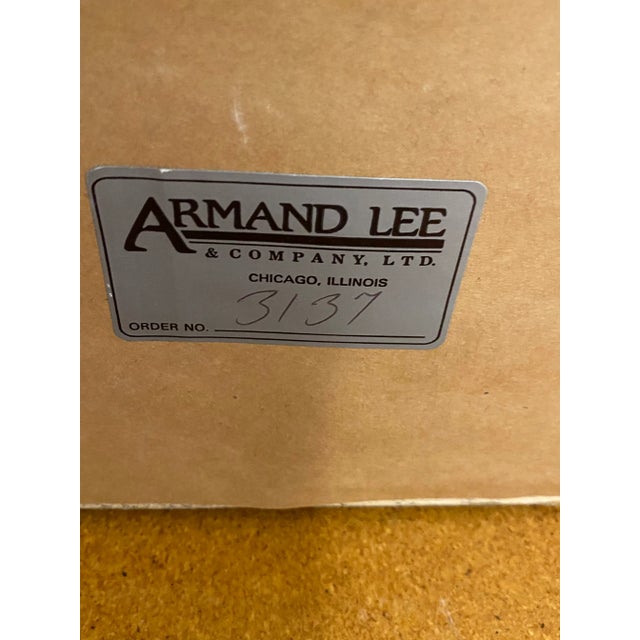 ARMAND LEE
& COMPANY, LTD.
CHICAGO, ILLINOIS
ORDER NO. 3137